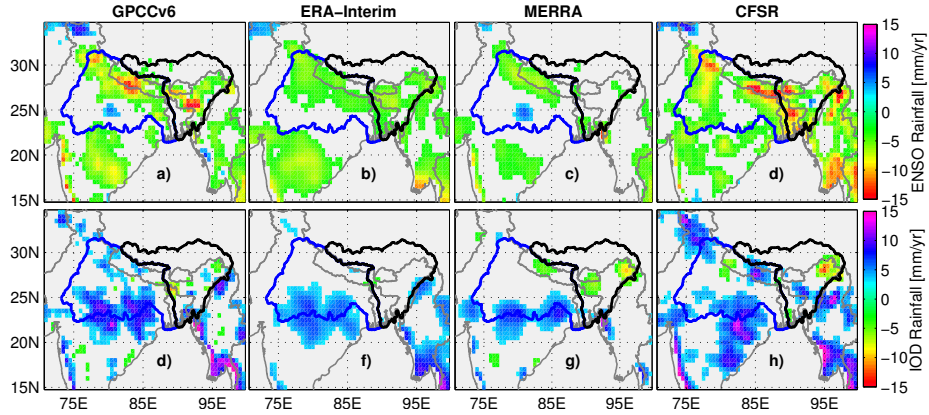 GPCCv6 ERA−Interim MERRA CFSR
30N
25N
20N
15N
a) b) c) d)
15
10
5
0
−5
−10
−15
ENSO Rainfall [mm/yr]
30N
25N
20N
15N
d) f) g) h)
15
10
5
0
−5
−10
−15
IOD Rainfall [mm/yr]
75E 85E 95E 75E 85E 95E 75E 85E 95E 75E 85E 95E